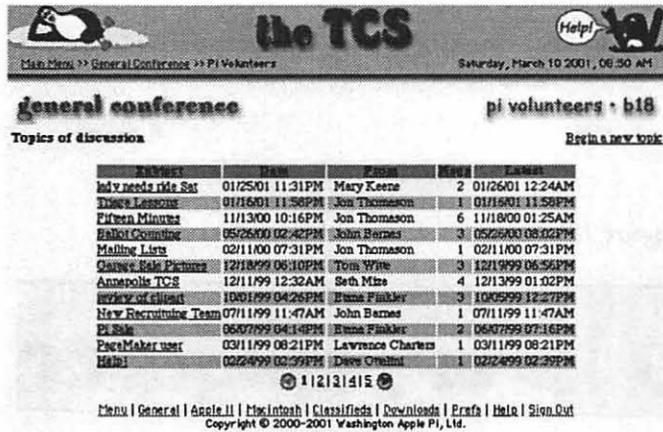 the TCS
Help!
Main Menu >> General Conference >> Pi Volunteers
Saturday, March 10 2001, 08:50 AM
general conference
pi volunteers • b18
Topics of discussion
Begin a new topic
Subject Date From Msgs Latest
lady needs ride Sat 01/25/01 11:31PM Mary Keene 2 01/26/01 12:24AM
Triage Lessons 01/16/01 11:58PM Jon Thomason 1 01/16/01 11:58PM
Fifteen Minutes 11/13/00 10:16PM Jon Thomason 6 11/18/00 01:25AM
Ballot Counting 05/26/00 02:42PM John Barnes 3 05/26/00 08:02PM
Mailing Lists 02/11/00 07:31PM Jon Thomason 1 02/11/00 07:31PM
Garage Sale Pictures 12/18/99 06:10PM Tom Witte 3 12/19/99 06:56PM
Annapolis TCS 12/11/99 12:32AM Seth Mize 4 12/13/99 01:02PM
review of clipart 10/01/99 04:26PM Finkler 3 10/05/99 12:27PM
New Recruituing Team 07/11/99 11:47AM John Barnes 1 07/11/99 11:47AM
Pi Sale 06/07/99 04:14PM Finkler 2 06/07/99 07:16PM
PageMaker user 03/11/99 08:21PM Lawrence Charters 1 03/11/99 08:21PM
Help! 02/24/99 02:39PM Dave Ottalini 1 02/24/99 02:39PM
1|2|3|4|5
Menu | General | Apple II | Macintosh | Classifieds | Downloads | Prefs | Help | Sign Out
Copyright © 2000-2001 Washington Apple Pi, Ltd.